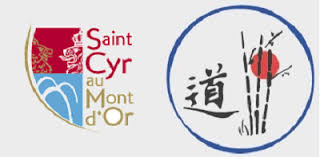 Saint
Cyr
au
Mont
d'Or
道